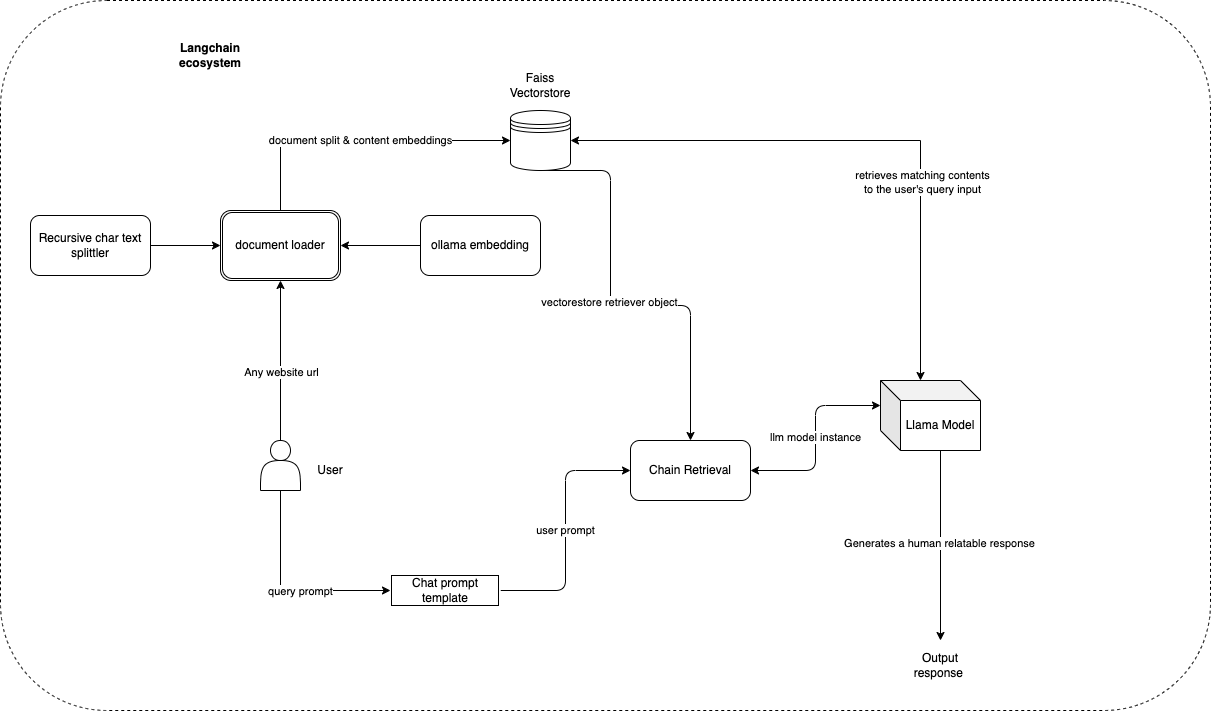 Langchain
ecosystem
Faiss
Vectorstore
document split & content embeddings
retrieves matching contents
to the user's query input
Recursive char text
splittler
document loader
ollama embedding
vectorestore retriever object
Any website url
Llama Model
llm model instance
User
Chain Retrieval
user prompt
Generates a human relatable response
query prompt
Chat prompt
template
Output
response